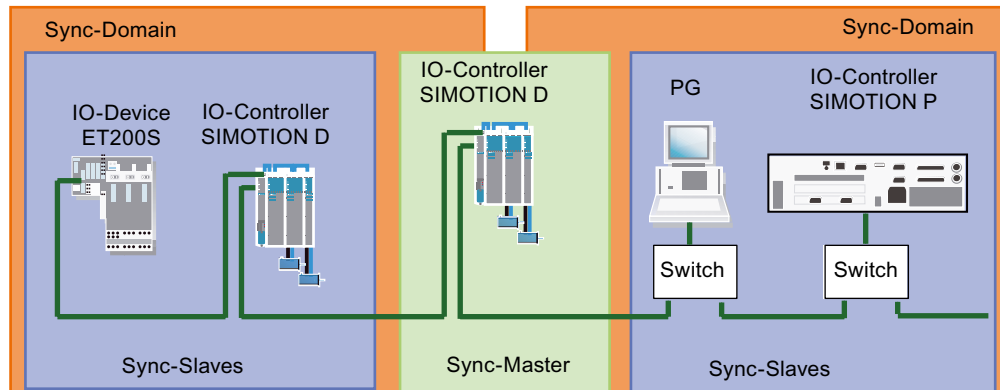 Sync-Domain
Sync-Domain
IO-Device
ET200S
IO-Controller
SIMOTION D
IO-Controller
SIMOTION D
PG
IO-Controller
SIMOTION P
Switch
Switch
Sync-Slaves
Sync-Master
Sync-Slaves